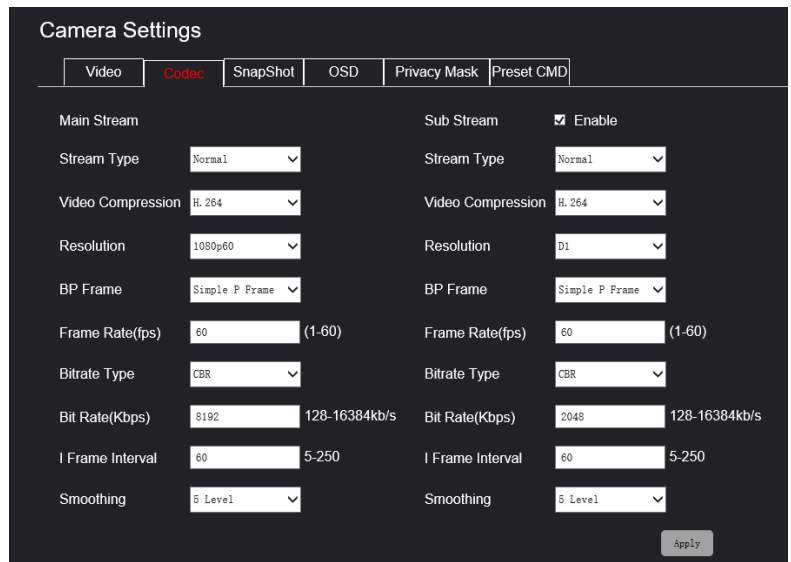 Camera Settings
Video Codec SnapShot OSD Privacy Mask Preset CMD
Main Stream Sub Stream Enable
Stream Type Normal Stream Type Normal
Video Compression H.264 Video Compression H.264
Resolution 1080p60 Resolution D1
BP Frame Simple P Frame BP Frame Simple P Frame
Frame Rate(fps) 60 (1-60) Frame Rate(fps) 60 (1-60)
Bitrate Type CBR Bitrate Type CBR
Bit Rate(Kbps) 8192 128-16384kb/s Bit Rate(Kbps) 2048 128-16384kb/s
I Frame Interval 60 5-250 I Frame Interval 60 5-250
Smoothing 5 Level Smoothing 5 Level
Apply